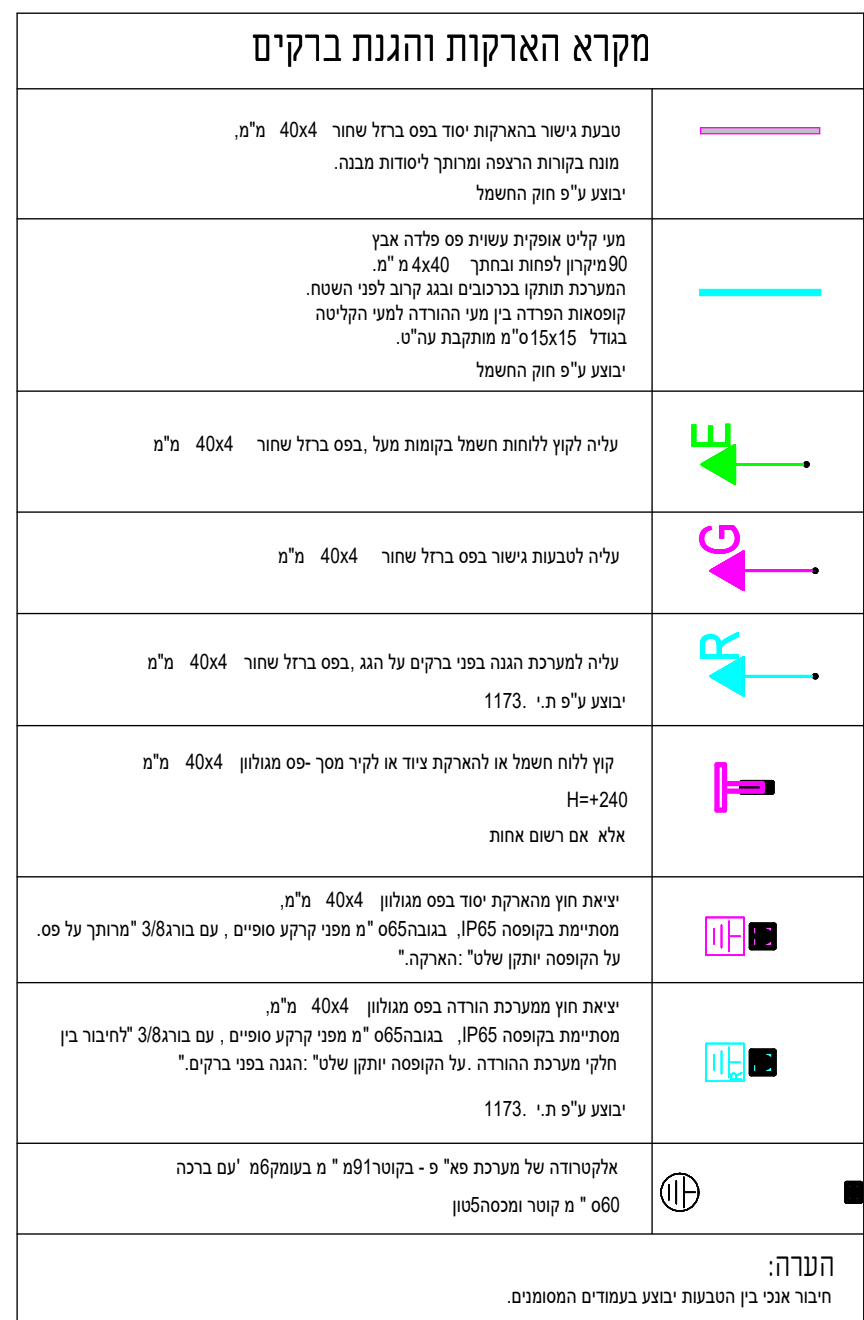 מקרא הארקות והגנת ברקים
טבעת גישור בהארקות יסוד בפס ברזל שחור 40x4 מ"מ,
מונח בקורות הרצפה ומרותך ליסודות מבנה.
יבוצע ע"פ חוק החשמל
מעי קליט אופקית עשוית פס פלדה אבץ
90מיקרון לפחות ובחתך 4x40 מ "מ.
המערכת תותקו בכרכובים ובגג קרוב לפני השטח.
קופסאות הפרדה בין מעי ההורדה למעי הקליטה
בגודל 15x15ס"מ מותקבת עה"ט.
יבוצע ע"פ חוק החשמל
עליה לקוץ ללוחות חשמל בקומות מעל ,בפס ברזל שחור 40x4 מ"מ
E
עליה לטבעות גישור בפס ברזל שחור 40x4 מ"מ
G
עליה למערכת הגנה בפני ברקים על הגג ,בפס ברזל שחור 40x4 מ"מ
יבוצע ע"פ ת.י .1173
R
קוץ ללוח חשמל או להארקת ציוד או לקיר מסך -פס מגולוון 40x4 מ"מ
H=+240
אלא אם רשום אחות
יציאת חוץ מהארקת יסוד בפס מגולוון 40x4 מ"מ,
מסתיימת בקופסה IP65, בגובה65ס "מ מפני קרקע סופיים , עם בורג3/8 "מרותך על פס.
על הקופסה יותקן שלט" :הארקה."
יציאת חוץ ממערכת הורדה בפס מגולוון 40x4 מ"מ,
מסתיימת בקופסה IP65, בגובה65ס "מ מפני קרקע סופיים , עם בורג3/8 "לחיבור בין
חלקי מערכת ההורדה .על הקופסה יותקן שלט" :הגנה בפני ברקים."
יבוצע ע"פ ת.י .1173
R
אלקטרודה של מערכת פא" פ - בקוטר91מ " מ בעומק6מ 'עם ברכה
60ס " מ קוטר ומכסה5טון
הערה:
חיבור אנכי בין הטבעות יבוצע בעמודים המסומנים.